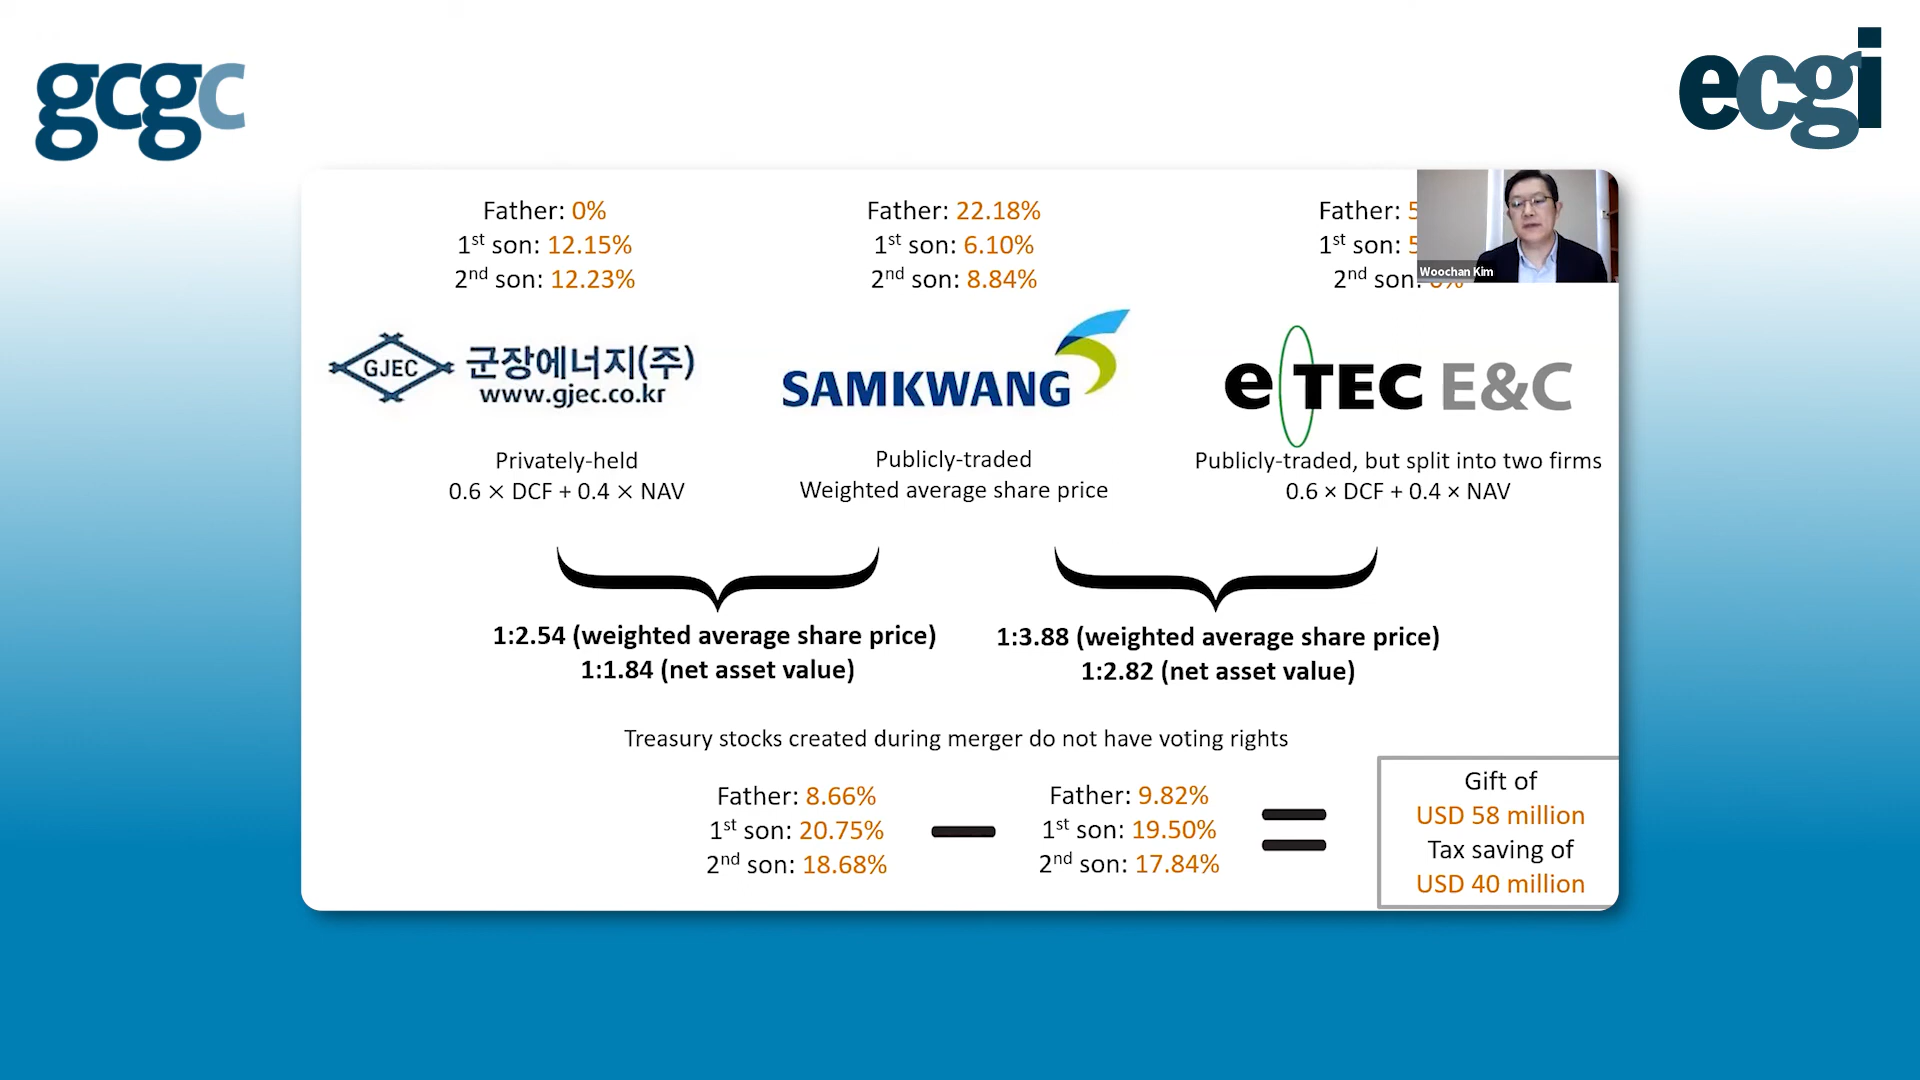 gcgc
ecgi
Father: 0%
1st son: 12.15%
2nd son: 12.23%
Father: 22.18%
1st son: 6.10%
2nd son: 8.84%
Father: 5
1st son: 5
2nd son:
Woochan Kim
GJEC
군장에너지(주)
www.gjec.co.kr
SAMKWANG
eTEC E&C
Privately-held
0.6 × DCF + 0.4 × NAV
Publicly-traded
Weighted average share price
Publicly-traded, but split into two firms
0.6 × DCF + 0.4 × NAV
1:2.54 (weighted average share price)
1:1.84 (net asset value)
1:3.88 (weighted average share price)
1:2.82 (net asset value)
Treasury stocks created during merger do not have voting rights
Father: 8.66%
1st son: 20.75%
2nd son: 18.68%
Father: 9.82%
1st son: 19.50%
2nd son: 17.84%
Gift of
USD 58 million
Tax saving of
USD 40 million